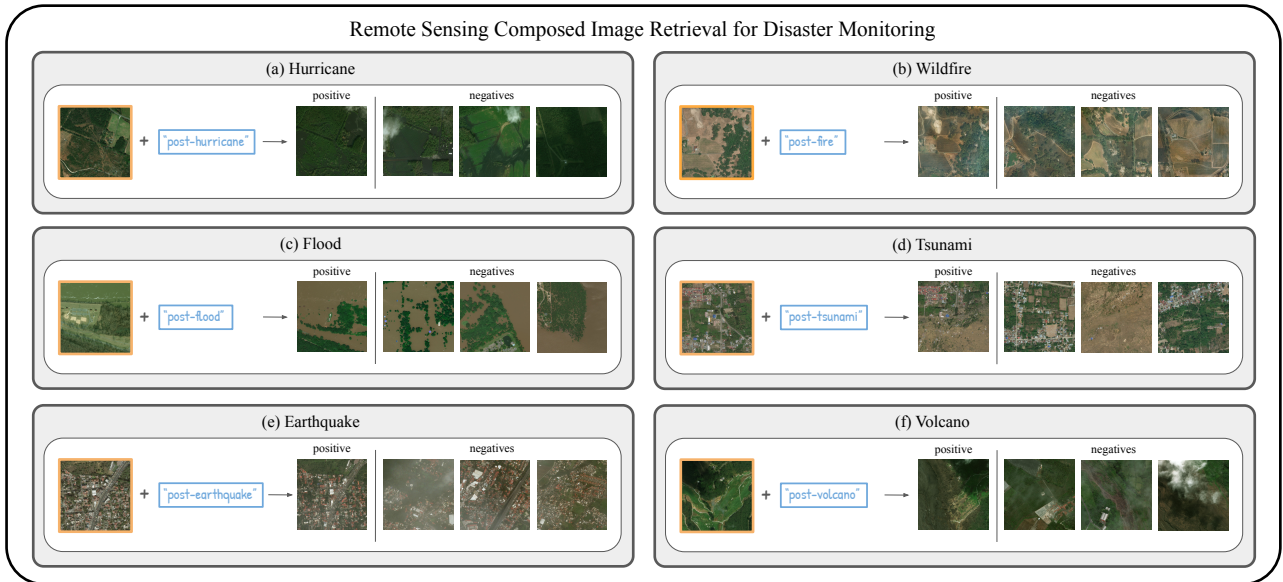 Remote Sensing Composed Image Retrieval for Disaster Monitoring
(a) Hurricane
positive negatives
+ "post-hurricane"
(b) Wildfire
positive negatives
+ "post-fire"
(c) Flood
positive negatives
+ "post-flood"
(d) Tsunami
positive negatives
+ "post-tsunami"
(e) Earthquake
positive negatives
+ "post-earthquake"
(f) Volcano
positive negatives
+ "post-volcano"